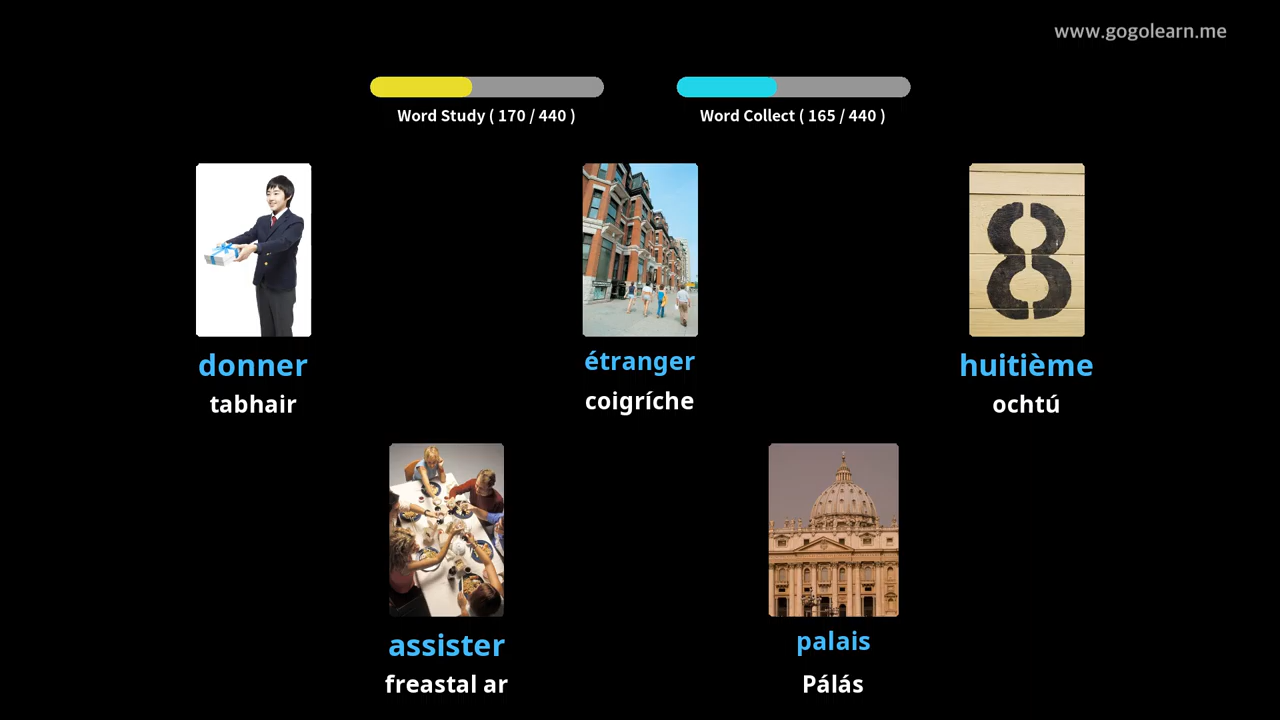 www.gogolearn.me
Word Study ( 170 / 440 )
Word Collect ( 165 / 440 )
8
donner
tabhair
étranger
coigríche
huitième
ochtú
assister
freastal ar
palais
Pálás